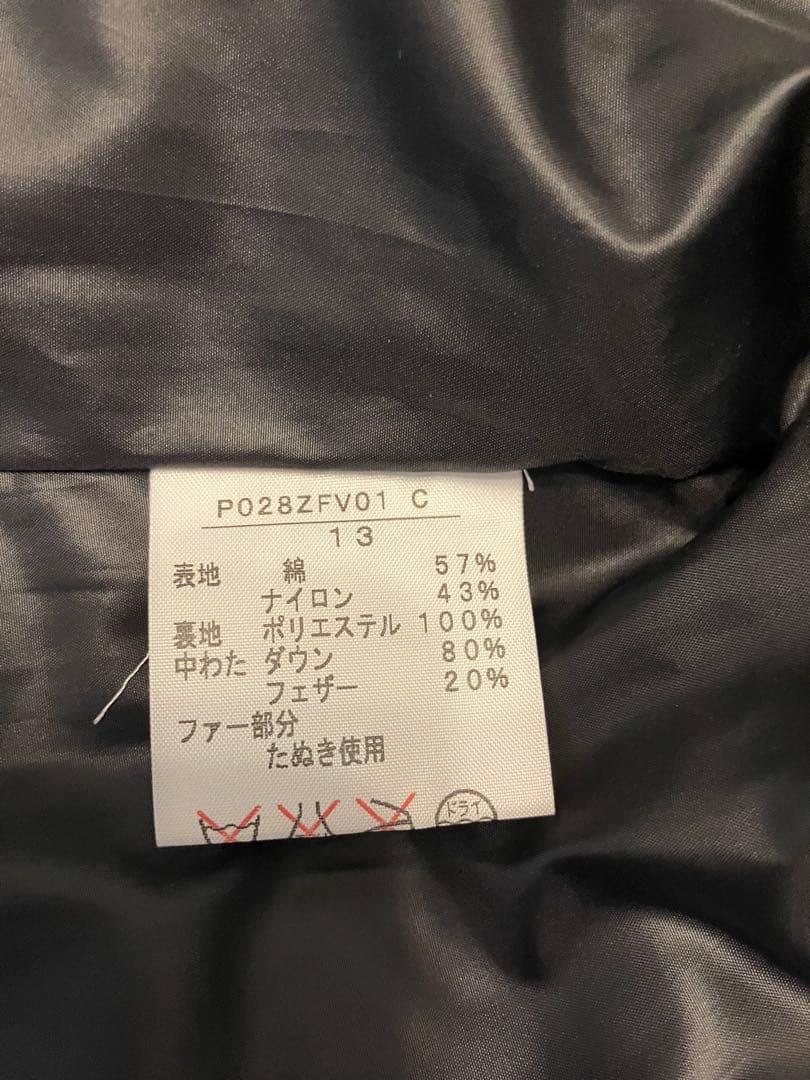 P028ZFV01 C
13
表地 綿 57%
ナイロン 43%
裏地 ポリエステル 100%
中わた ダウン 80%
フェザー 20%
ファー部分
たぬき使用
ドライ